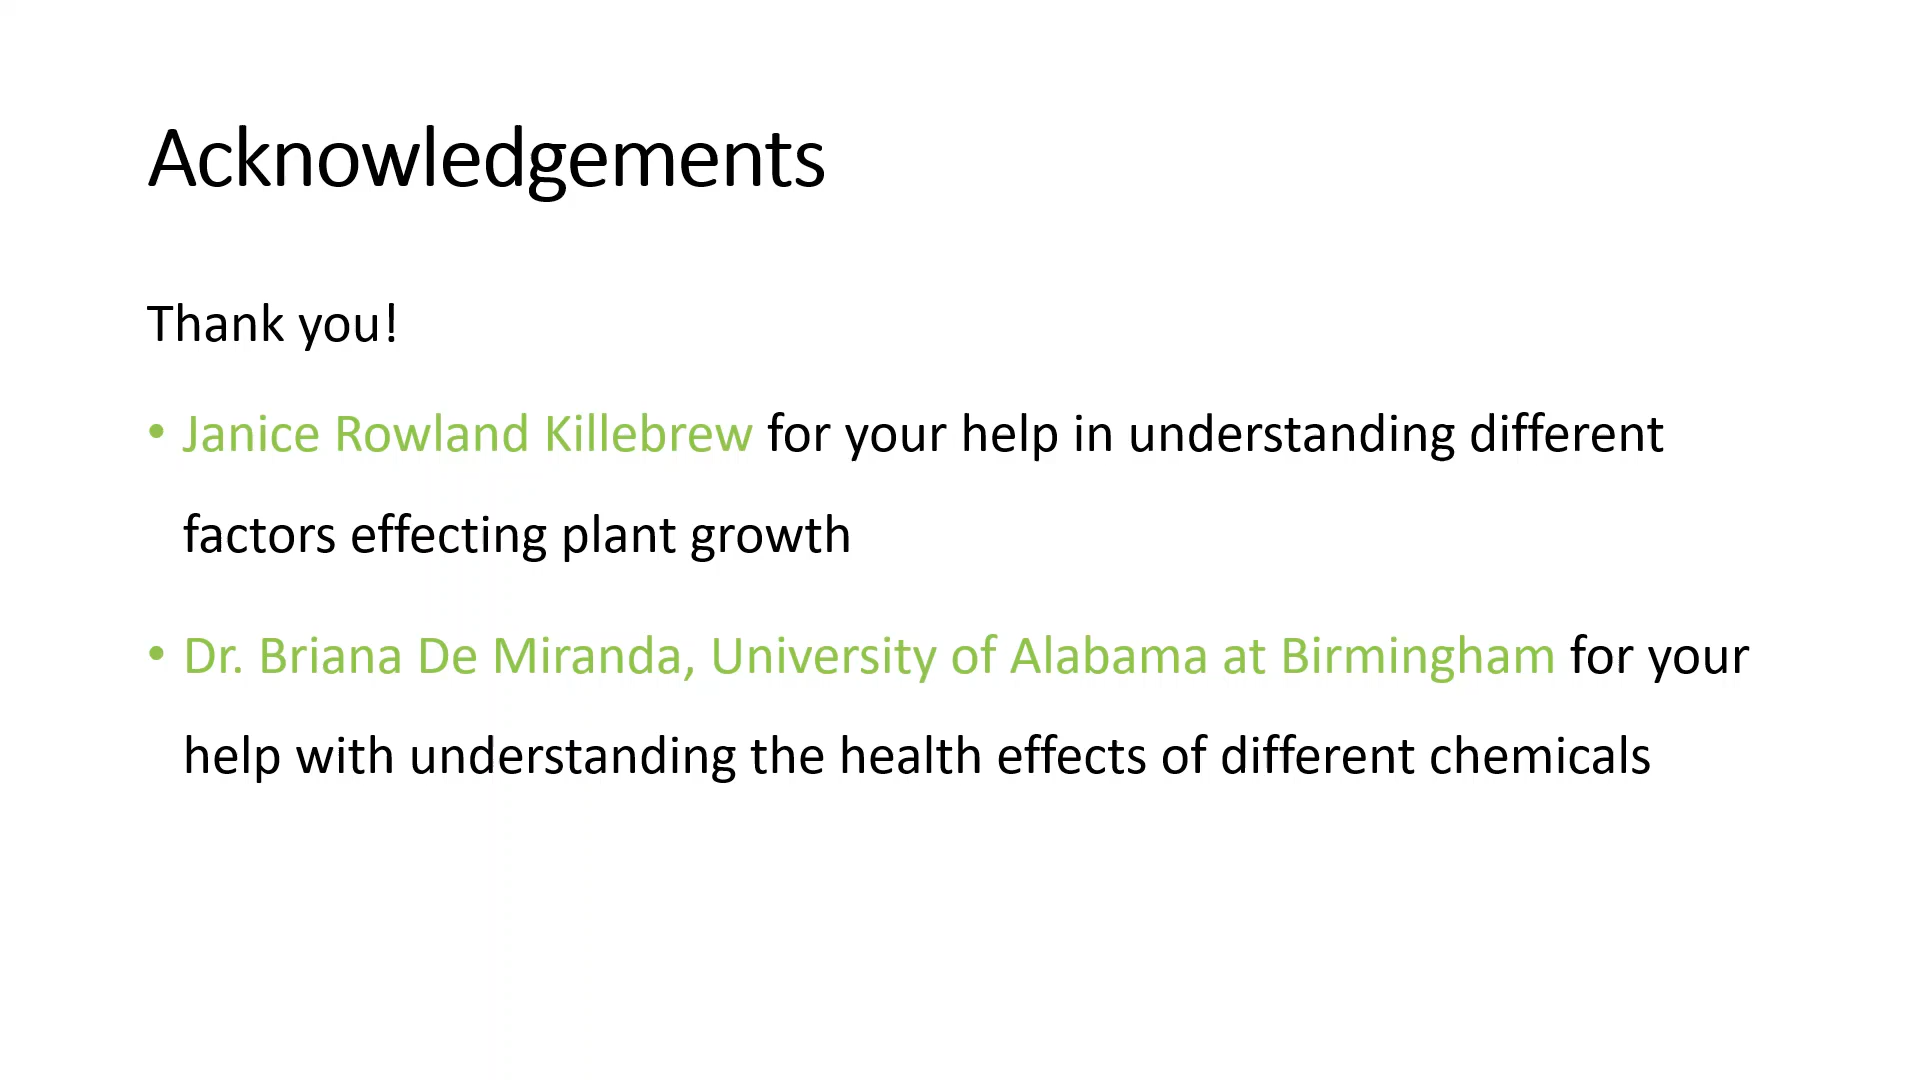 Acknowledgements
Thank you!
• Janice Rowland Killebrew for your help in understanding different
factors effecting plant growth
• Dr. Briana De Miranda, University of Alabama at Birmingham for your
help with understanding the health effects of different chemicals